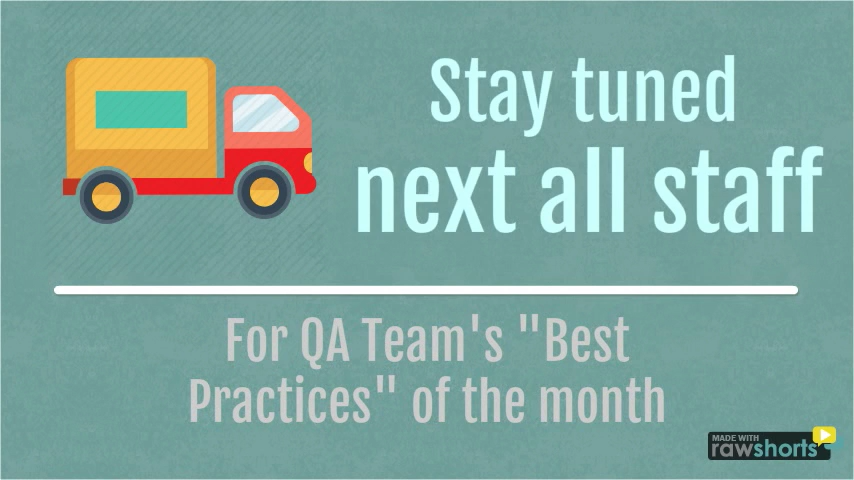 Stay tuned
next all staff
For QA Team's "Best
Practices" of the month
MADE WITH
rawshorts